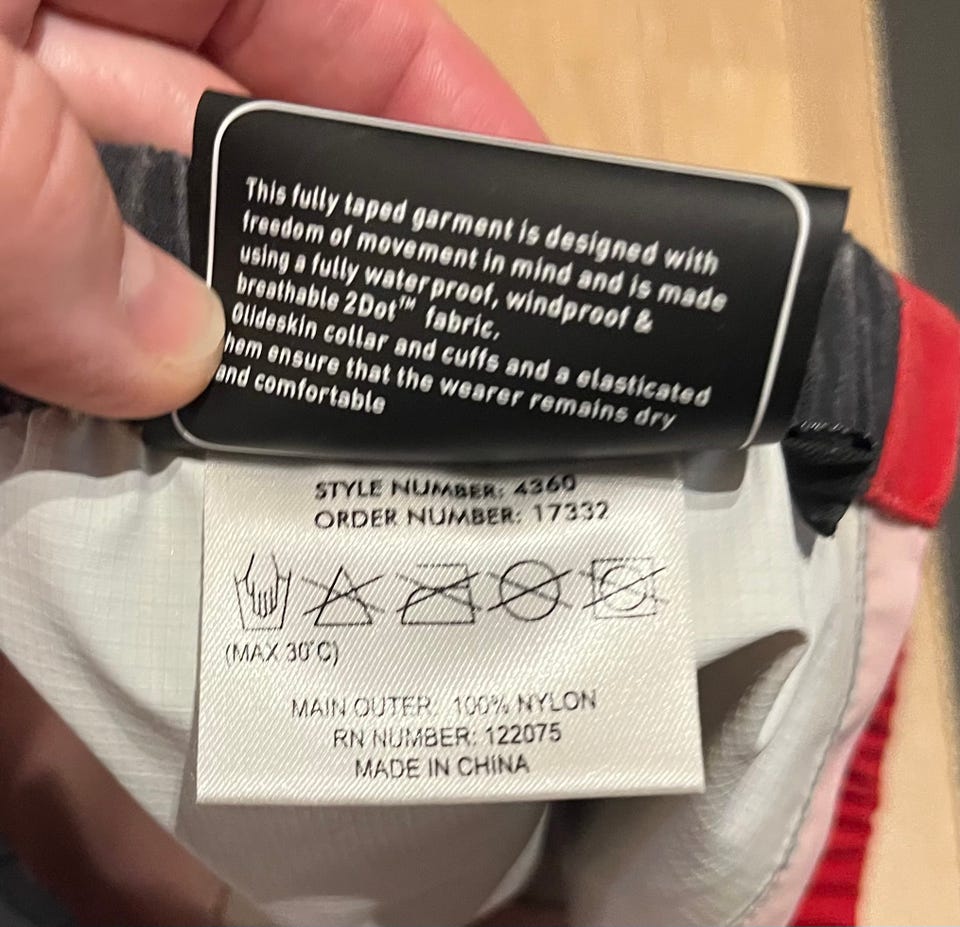 This fully taped garment is designed with
freedom of movement in mind and is made
using a fully waterproof, windproof &
breathable 2Dot™ fabric.
Glideskin collar and cuffs and a elasticated
hem ensure that the wearer remains dry
and comfortable
STYLE NUMBER: 4360
ORDER NUMBER: 17332
(MAX 30°C)
MAIN OUTER: 100% NYLON
RN NUMBER: 122075
MADE IN CHINA